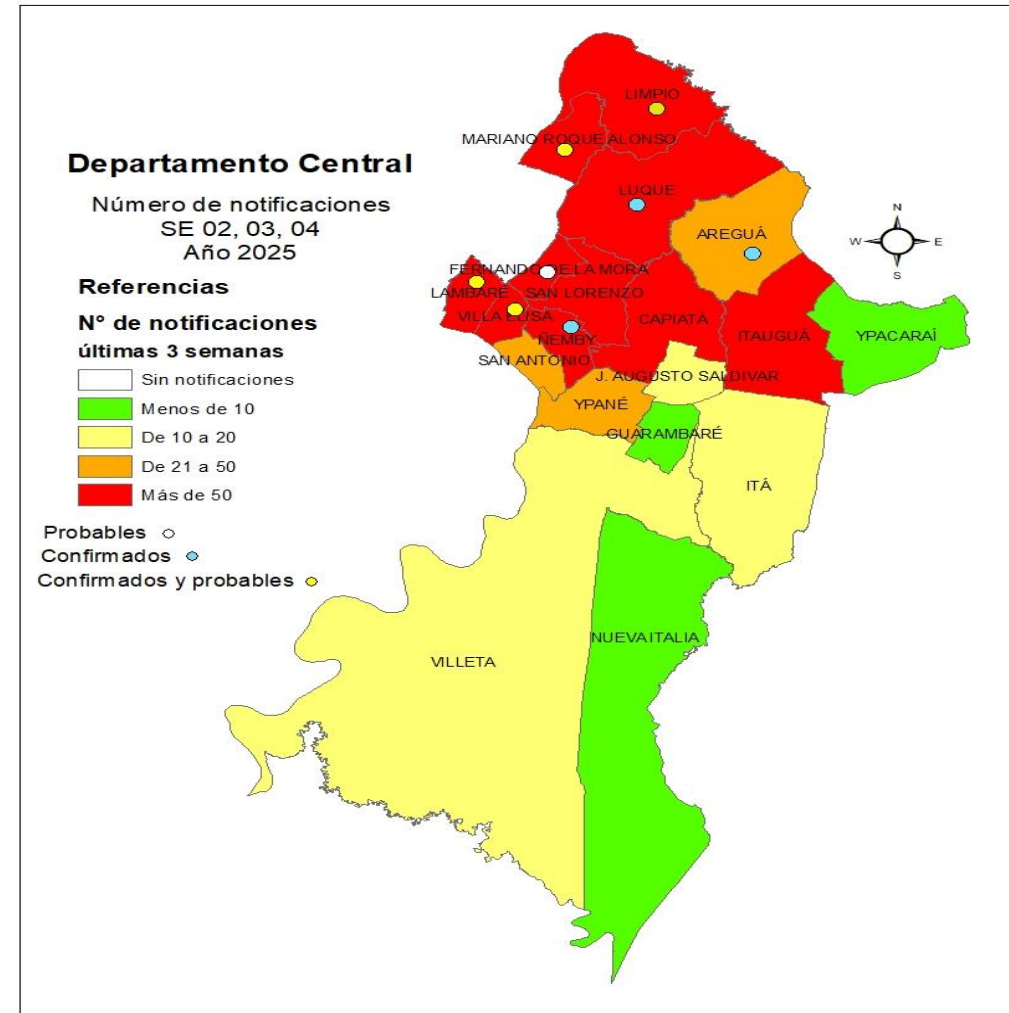 Departamento Central
Número de notificaciones
SE 02, 03, 04
Año 2025
Referencias
N° de notificaciones
últimas 3 semanas
Sin notificaciones
Menos de 10
De 10 a 20
De 21 a 50
Más de 50
Probables
Confirmados
Confirmados y probables
LIMPIO
MARIANO ROQUE ALONSO
LUQUE
AREGUÁ
N
W E
S
FERNANDO DE LA MORA
LAMBARÉ
SAN LORENZO
VILLA ELISA
CAPIATA
ITAUGUÁ
YPACARAÍ
ÑEMBY
SAN ANTONIO
J. AUGUSTO SALDIVAR
YPANÉ
GUARAMBARÉ
ITÁ
NUEVA ITALIA
VILLETA